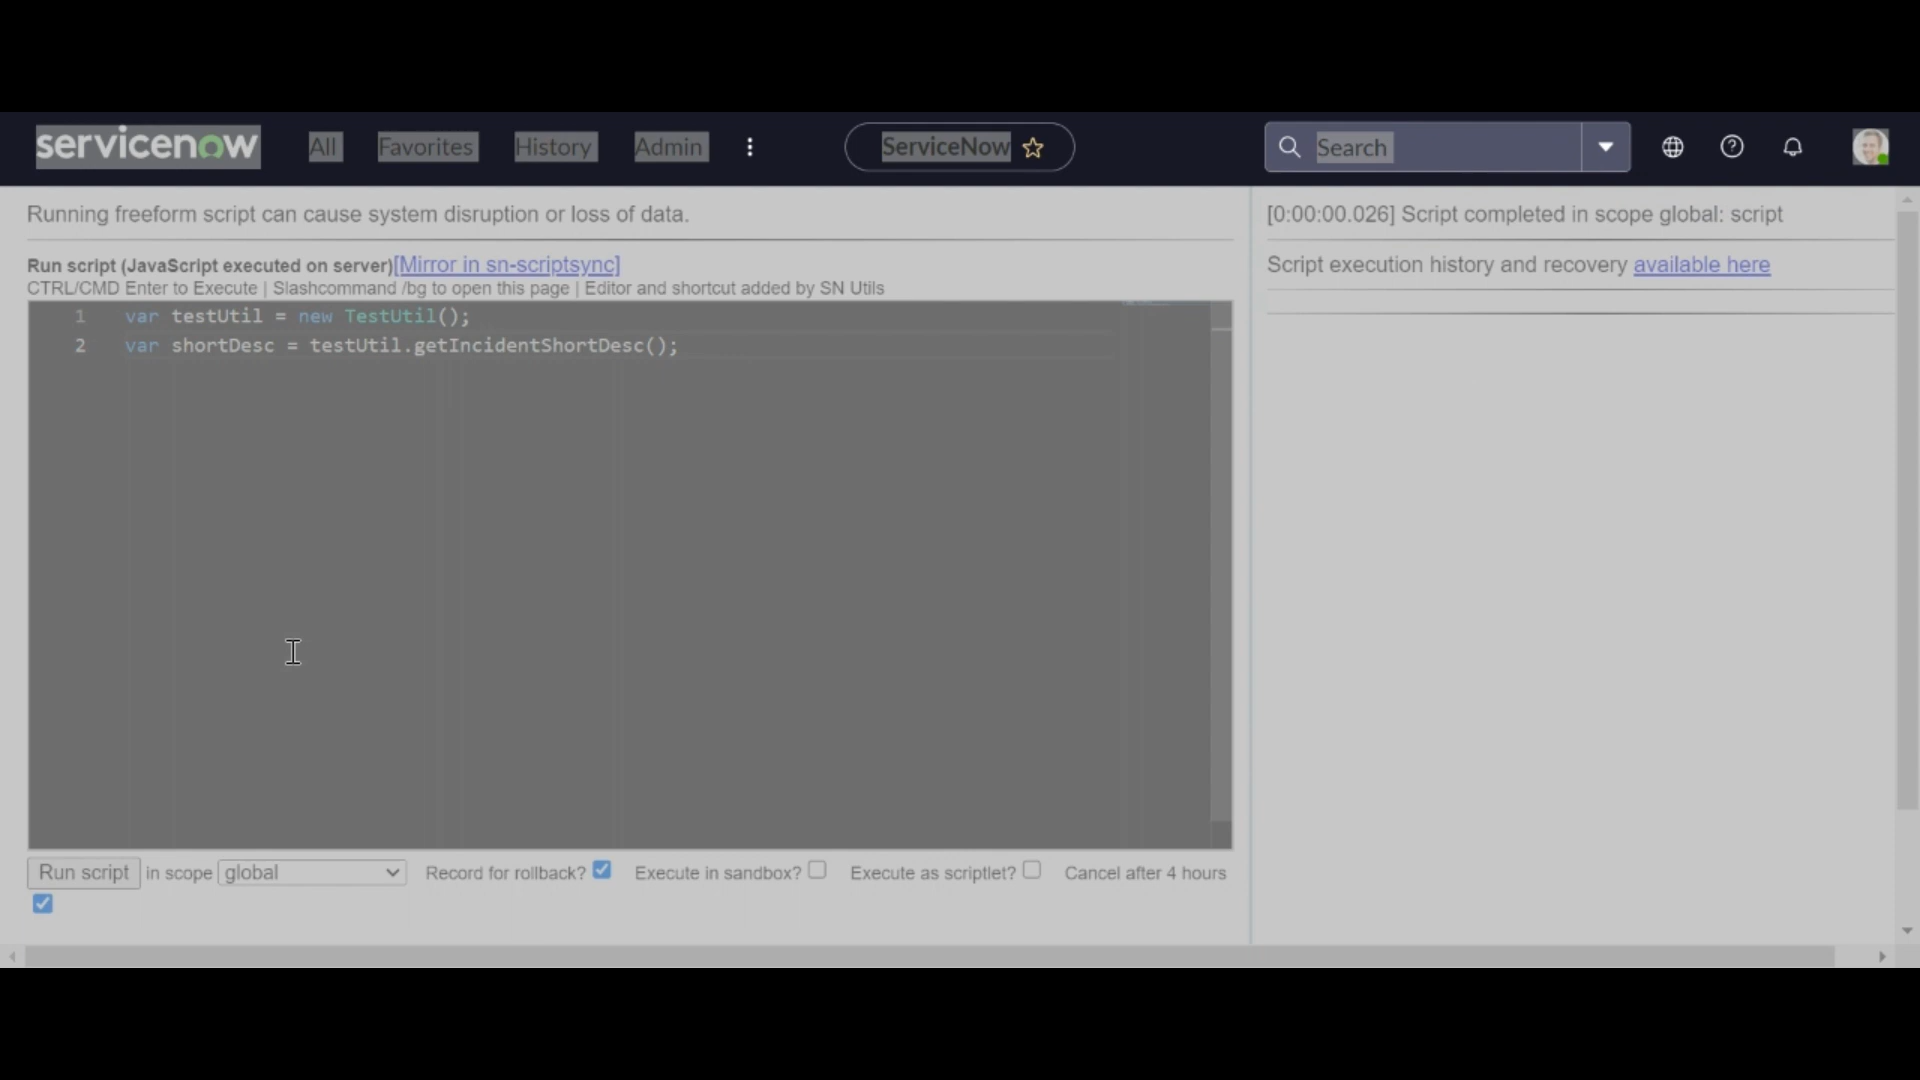 servicenow All Favorites History Admin ServiceNow Search
Running freeform script can cause system disruption or loss of data.
Run script (JavaScript executed on server)[Mirror in sn-scriptsync]
CTRL/CMD Enter to Execute | Slashcommand /bg to open this page | Editor and shortcut added by SN Utils
1 var testUtil = new TestUtil();
2 var shortDesc = testUtil.getIncidentShortDesc();
Run script in scope global Record for rollback? Execute in sandbox? Execute as scriptlet? Cancel after 4 hours
[0:00:00.026] Script completed in scope global: script
Script execution history and recovery available here